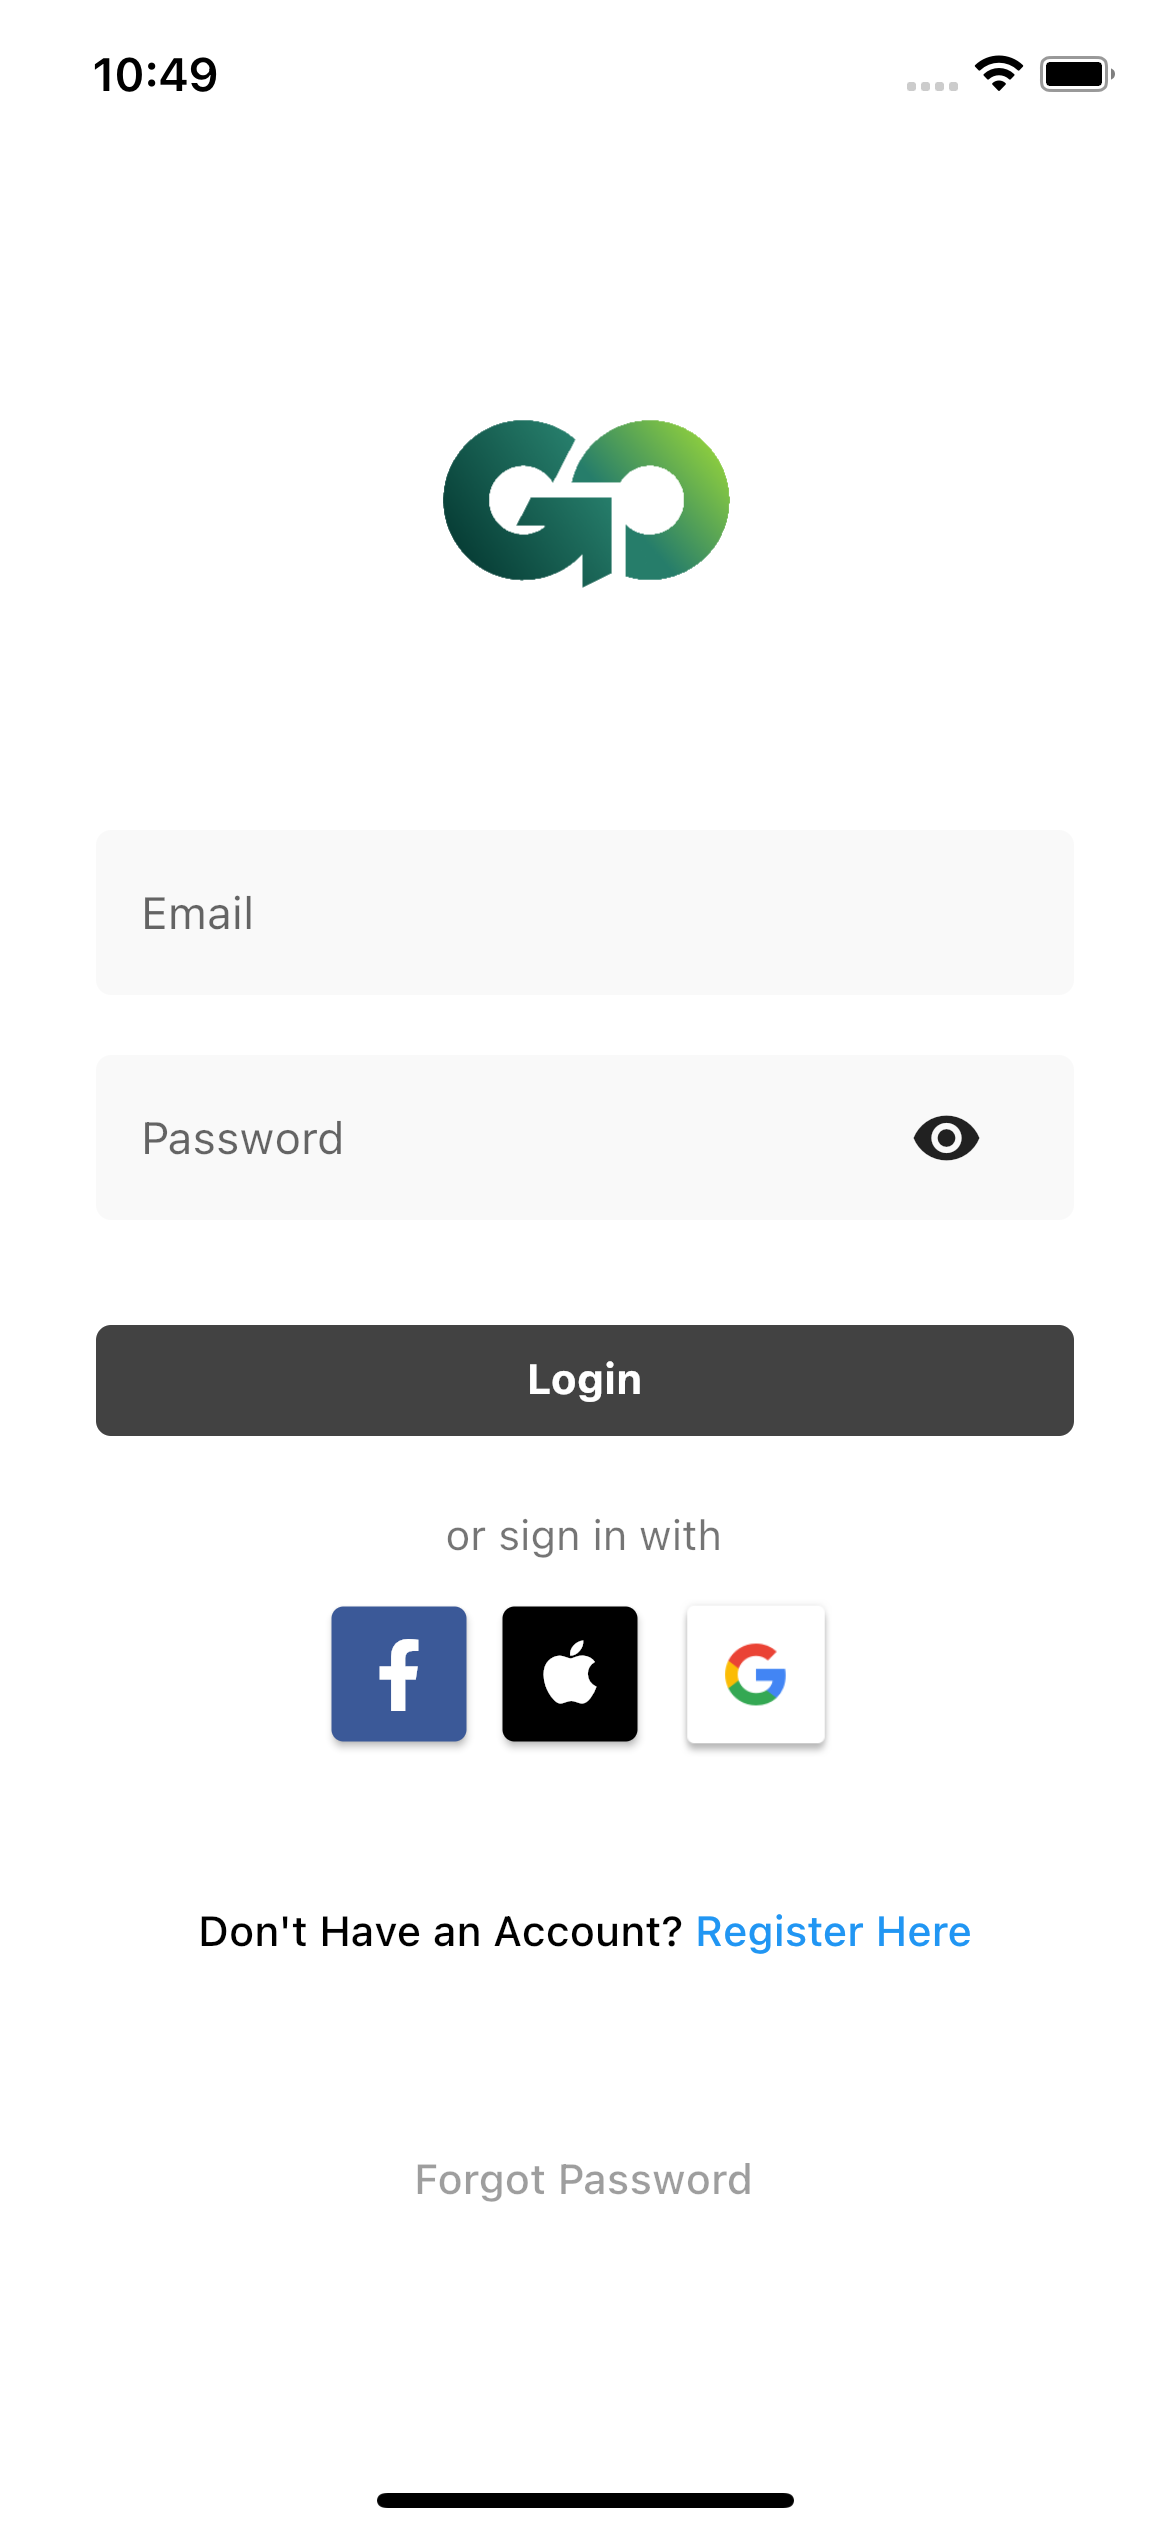 10:49
GO
Email
Password
Login
or sign in with
Don't Have an Account? Register Here
Forgot Password